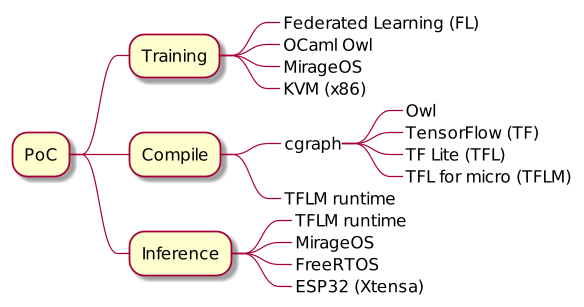 PoC
Training
Federated Learning (FL)
OCaml Owl
MirageOS
KVM (x86)
Compile
cgraph
Owl
TensorFlow (TF)
TF Lite (TFL)
TFL for micro (TFLM)
TFLM runtime
Inference
TFLM runtime
MirageOS
FreeRTOS
ESP32 (Xtensa)